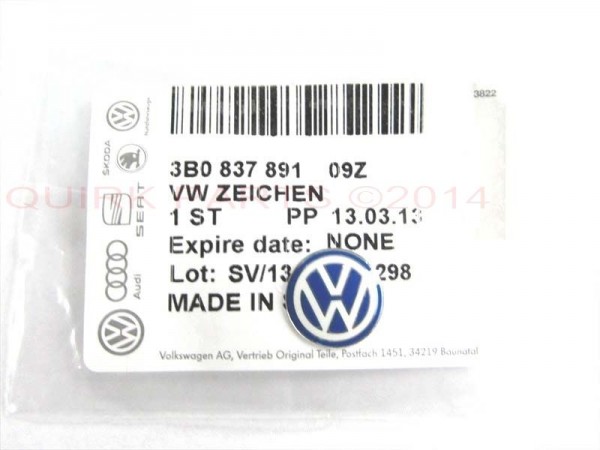 3822
3B0 837 891 09Z
VW ZEICHEN
QUIRK PARTS ©2014
1 ST PP 13.03.13
Expire date: NONE
Lot: SV/13 298
MADE IN
Volkswagen AG, Vertrieb Original Teile, Postfach 1451, 34219 Baunatal
ŠKODA
SEAT
Audi
VW